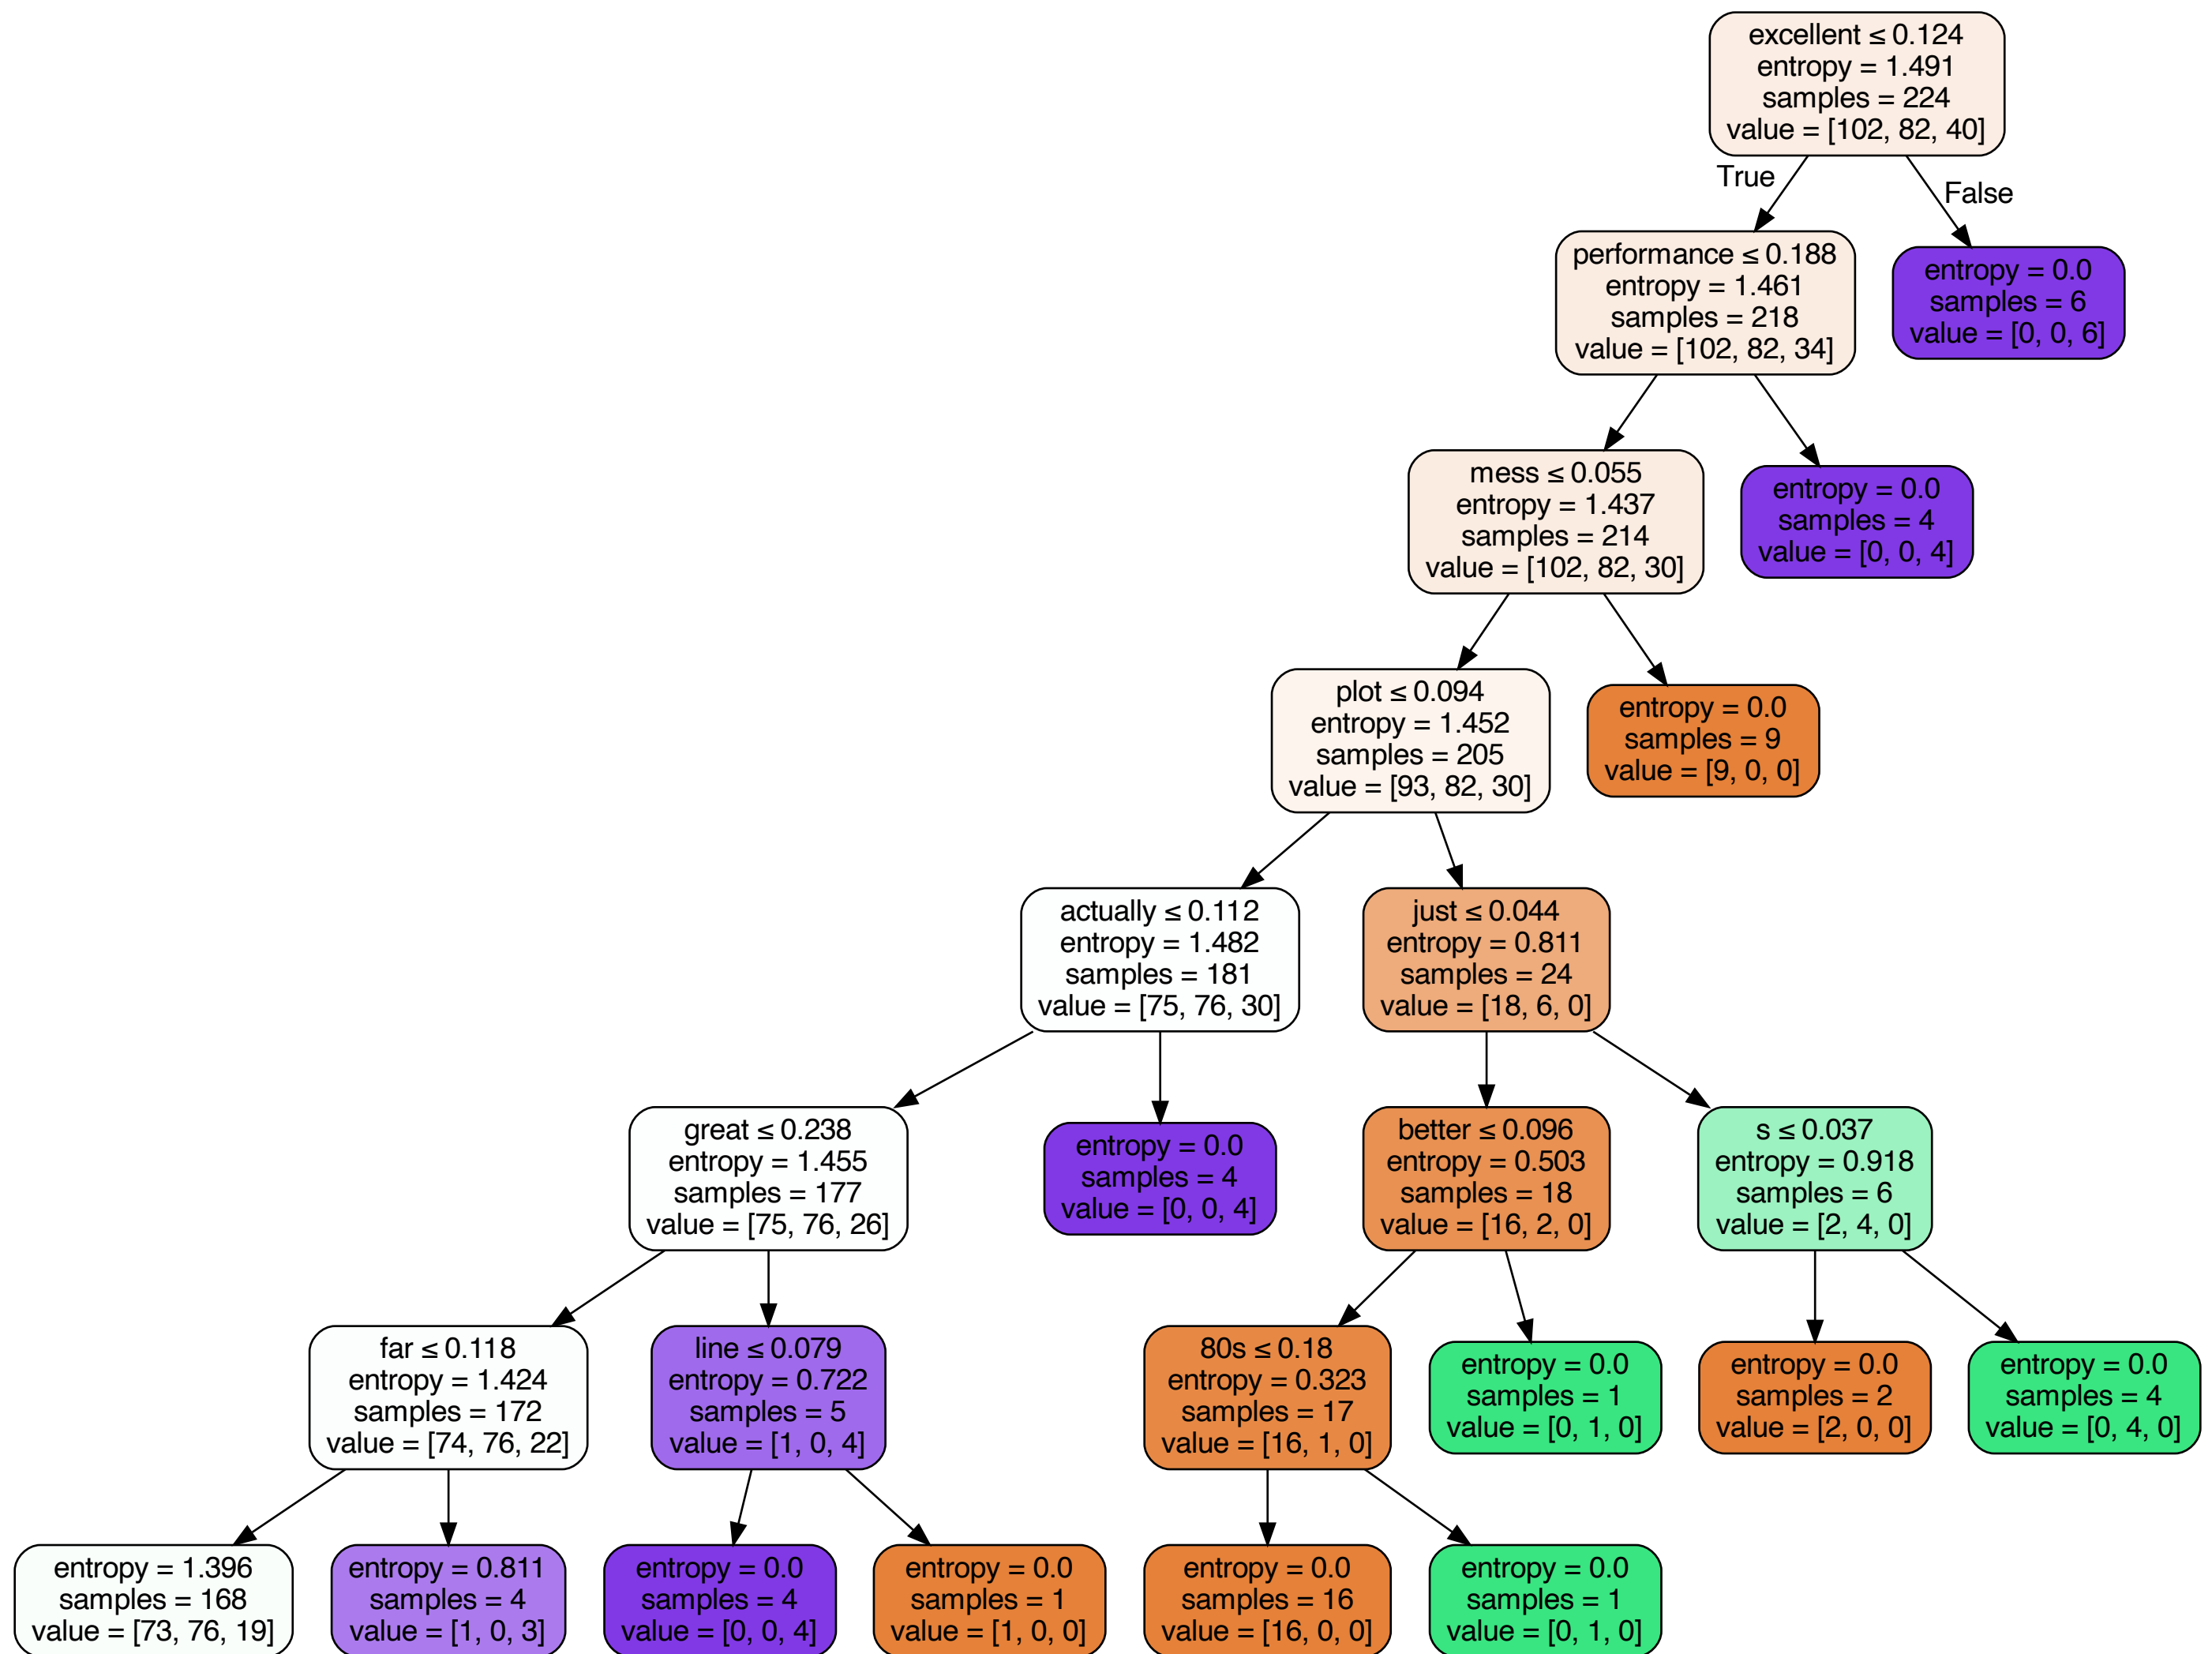 excellent ≤ 0.124
entropy = 1.491
samples = 224
value = [102, 82, 40]
True
False
performance ≤ 0.188
entropy = 1.461
samples = 218
value = [102, 82, 34]
entropy = 0.0
samples = 6
value = [0, 0, 6]
mess ≤ 0.055
entropy = 1.437
samples = 214
value = [102, 82, 30]
entropy = 0.0
samples = 4
value = [0, 0, 4]
plot ≤ 0.094
entropy = 1.452
samples = 205
value = [93, 82, 30]
entropy = 0.0
samples = 9
value = [9, 0, 0]
actually ≤ 0.112
entropy = 1.482
samples = 181
value = [75, 76, 30]
just ≤ 0.044
entropy = 0.811
samples = 24
value = [18, 6, 0]
great ≤ 0.238
entropy = 1.455
samples = 177
value = [75, 76, 26]
entropy = 0.0
samples = 4
value = [0, 0, 4]
better ≤ 0.096
entropy = 0.503
samples = 18
value = [16, 2, 0]
s ≤ 0.037
entropy = 0.918
samples = 6
value = [2, 4, 0]
far ≤ 0.118
entropy = 1.424
samples = 172
value = [74, 76, 22]
line ≤ 0.079
entropy = 0.722
samples = 5
value = [1, 0, 4]
80s ≤ 0.18
entropy = 0.323
samples = 17
value = [16, 1, 0]
entropy = 0.0
samples = 1
value = [0, 1, 0]
entropy = 0.0
samples = 2
value = [2, 0, 0]
entropy = 0.0
samples = 4
value = [0, 4, 0]
entropy = 1.396
samples = 168
value = [73, 76, 19]
entropy = 0.811
samples = 4
value = [1, 0, 3]
entropy = 0.0
samples = 4
value = [0, 0, 4]
entropy = 0.0
samples = 1
value = [1, 0, 0]
entropy = 0.0
samples = 16
value = [16, 0, 0]
entropy = 0.0
samples = 1
value = [0, 1, 0]